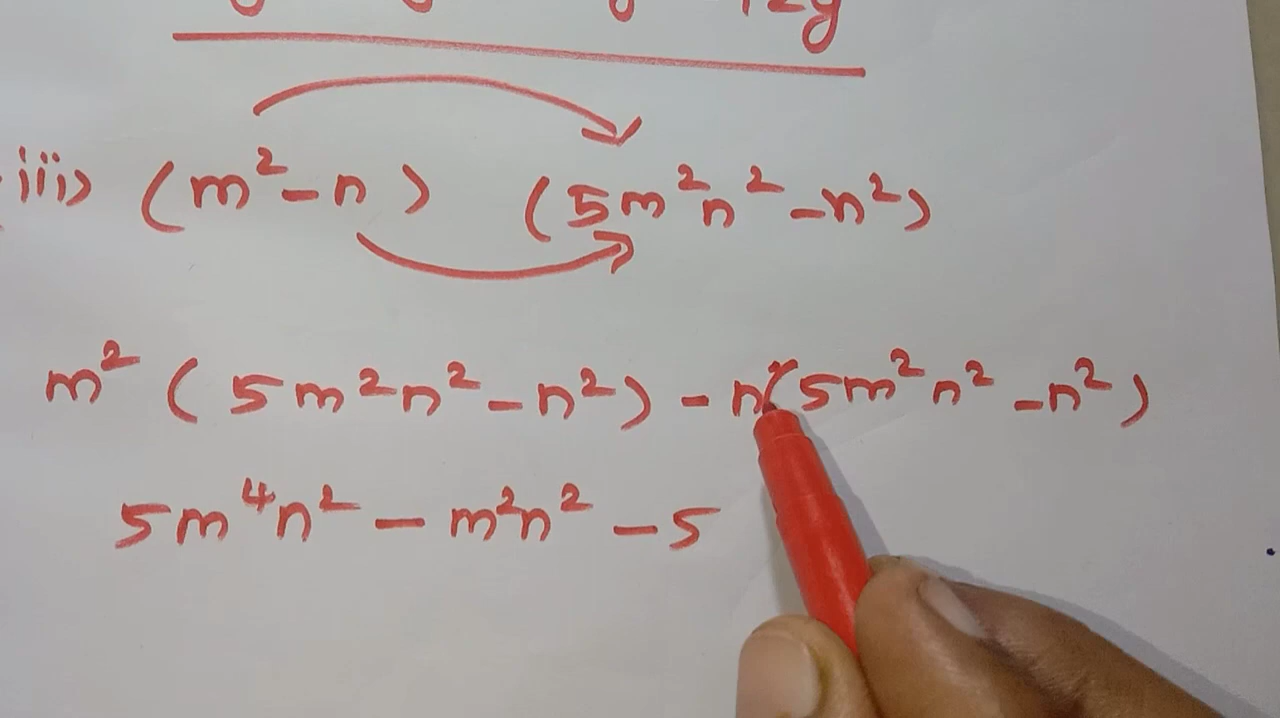 iii) (m² - n) (5m²n² - n²)
m² (5m²n² - n²) - n(5m²n² - n²)
5m⁴n² - m²n² - 5